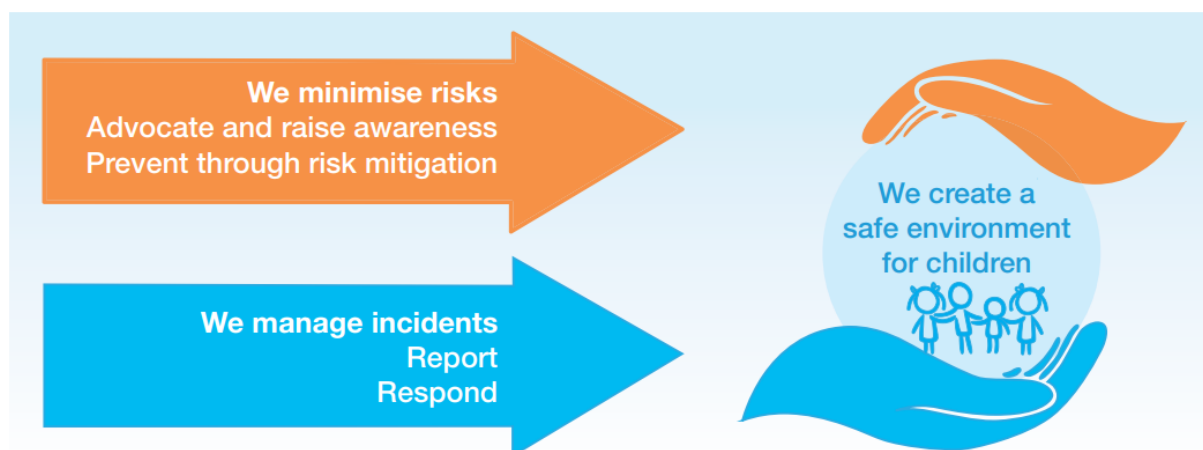 We minimise risks
Advocate and raise awareness
Prevent through risk mitigation
We manage incidents
Report
Respond
We create a
safe environment
for children